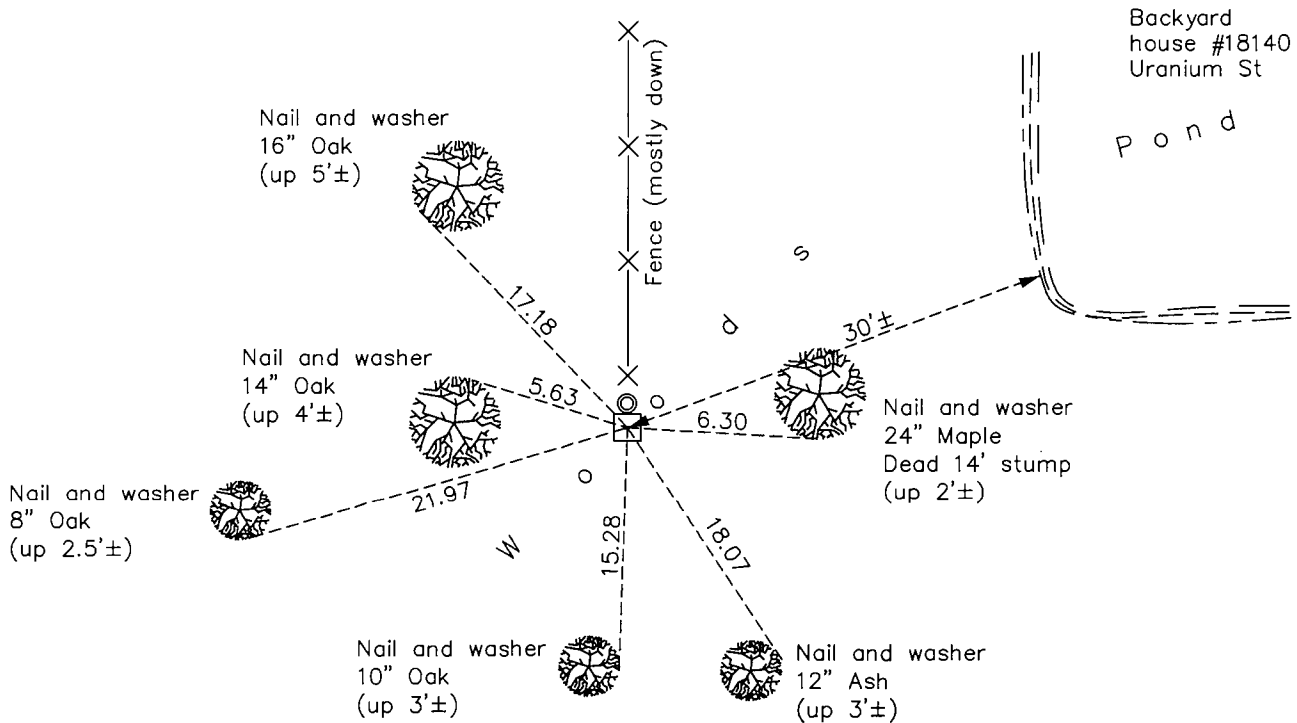 Backyard
house #18140
Uranium St
Pond
Nail and washer
16" Oak
(up 5'±)
Fence (mostly down)
17.18
30'±
Nail and washer
14" Oak
(up 4'±)
5.63
6.30
Nail and washer
24" Maple
Dead 14' stump
(up 2'±)
Woods
Nail and washer
8" Oak
(up 2.5'±)
21.97
15.28
18.07
Nail and washer
10" Oak
(up 3'±)
Nail and washer
12" Ash
(up 3'±)